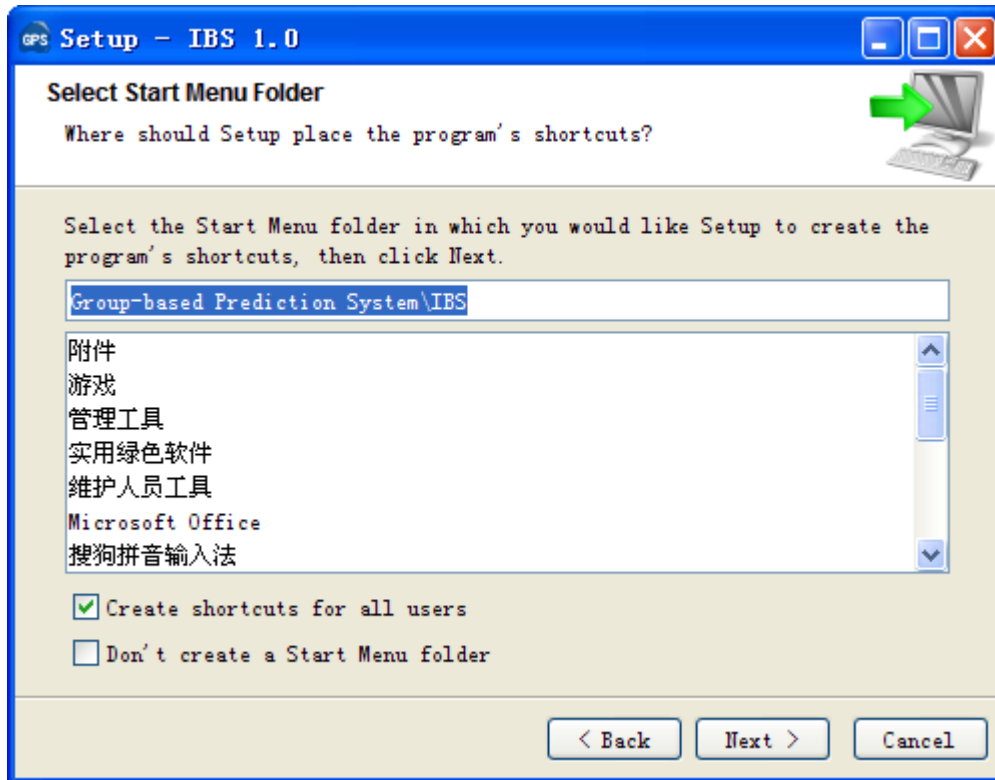 GPS Setup - IBS 1.0
Select Start Menu Folder
Where should Setup place the program's shortcuts?
Select the Start Menu folder in which you would like Setup to create the
program's shortcuts, then click Next.
Group-based Prediction System\IBS
附件
游戏
管理工具
实用绿色软件
维护人员工具
Microsoft Office
搜狗拼音输入法
Create shortcuts for all users
Don't create a Start Menu folder
< Back Next > Cancel